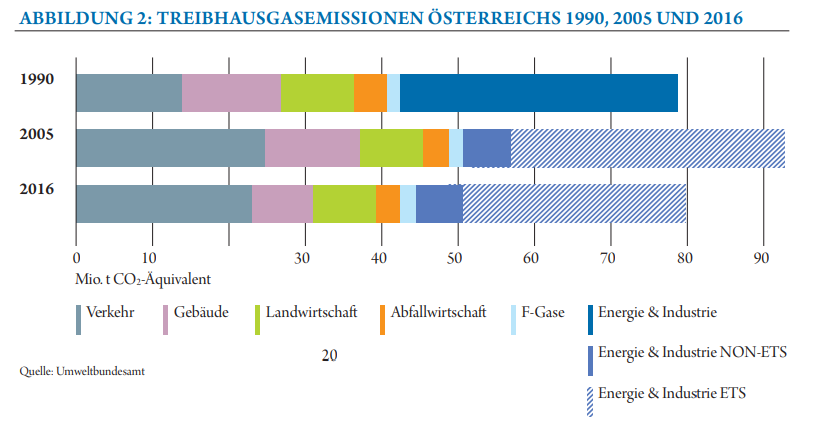 ABBILDUNG 2: TREIBHAUSGASEMISSIONEN ÖSTERREICHS 1990, 2005 UND 2016
1990
2005
2016
0 10 30 40 50 60 70 80 90
Mio. t CO₂-Äquivalent
Verkehr Gebäude Landwirtschaft Abfallwirtschaft F-Gase Energie & Industrie
20 Energie & Industrie NON-ETS
Quelle: Umweltbundesamt
Energie & Industrie ETS